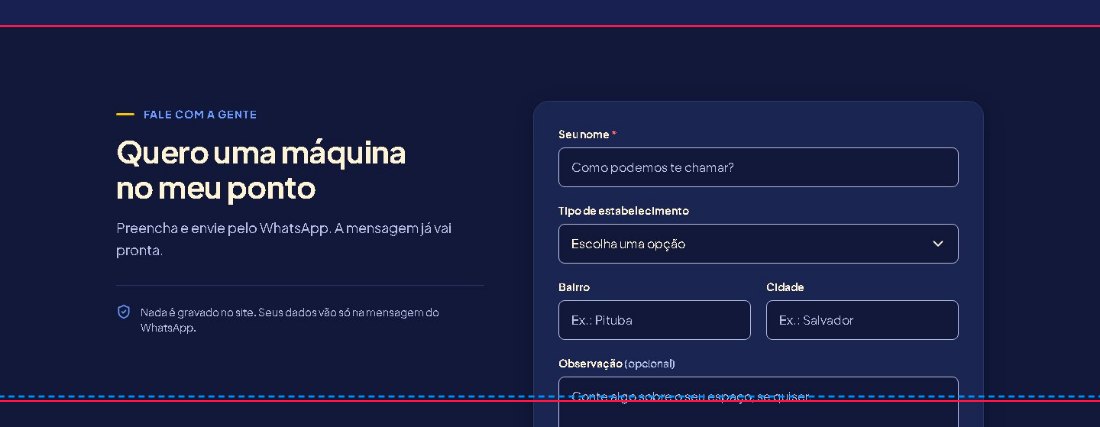 FALE COM A GENTE
Quero uma máquina
no meu ponto
Preencha e envie pelo WhatsApp. A mensagem já vai
pronta.
Nada é gravado no site. Seus dados vão só na mensagem do
WhatsApp.
Seu nome *
Como podemos te chamar?
Tipo de estabelecimento
Escolha uma opção
Bairro
Cidade
Ex.: Pituba
Ex.: Salvador
Observação (opcional)
Conte algo sobre o seu espaço, se quiser.